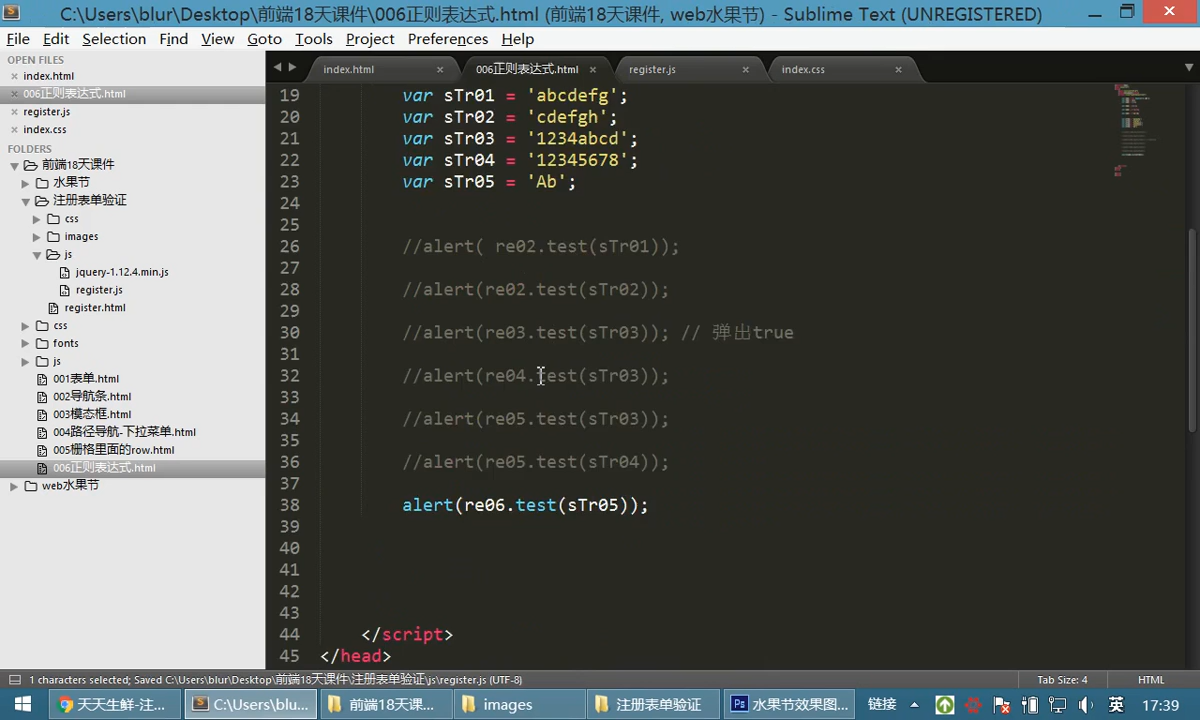 C:\Users\blur\Desktop\前端18天课件\006正则表达式.html (前端18天课件, web水果节) - Sublime Text (UNREGISTERED)
File Edit Selection Find View Goto Tools Project Preferences Help
OPEN FILES
index.html
006正则表达式.html
register.js
index.css
FOLDERS
前端18天课件
水果节
注册表单验证
css
images
js
jquery-1.12.4.min.js
register.js
register.html
css
fonts
js
001表单.html
002导航条.html
003模态框.html
004路径导航-下拉菜单.html
005栅格里面的row.html
006正则表达式.html
web水果节
index.html 006正则表达式.html register.js index.css
19 var sTr01 = 'abcdefg';
20 var sTr02 = 'cdefgh';
21 var sTr03 = '1234abcd';
22 var sTr04 = '12345678';
23 var sTr05 = 'Ab';
24
25
26 //alert( re02.test(sTr01));
27
28 //alert(re02.test(sTr02));
29
30 //alert(re03.test(sTr03)); // 弹出true
31
32 //alert(re04.test(sTr03));
33
34 //alert(re05.test(sTr03));
35
36 //alert(re05.test(sTr04));
37
38 alert(re06.test(sTr05));
39
40
41
42
43
44 </script>
45 </head>
1 characters selected; Saved C:\Users\blur\Desktop\前端18天课件\注册表单验证\js\register.js (UTF-8) Tab Size: 4 HTML
天天生鲜-注... C:\Users\blu... 前端18天课... images 注册表单验证 Ps 水果节效果图... 链接 英 17:39